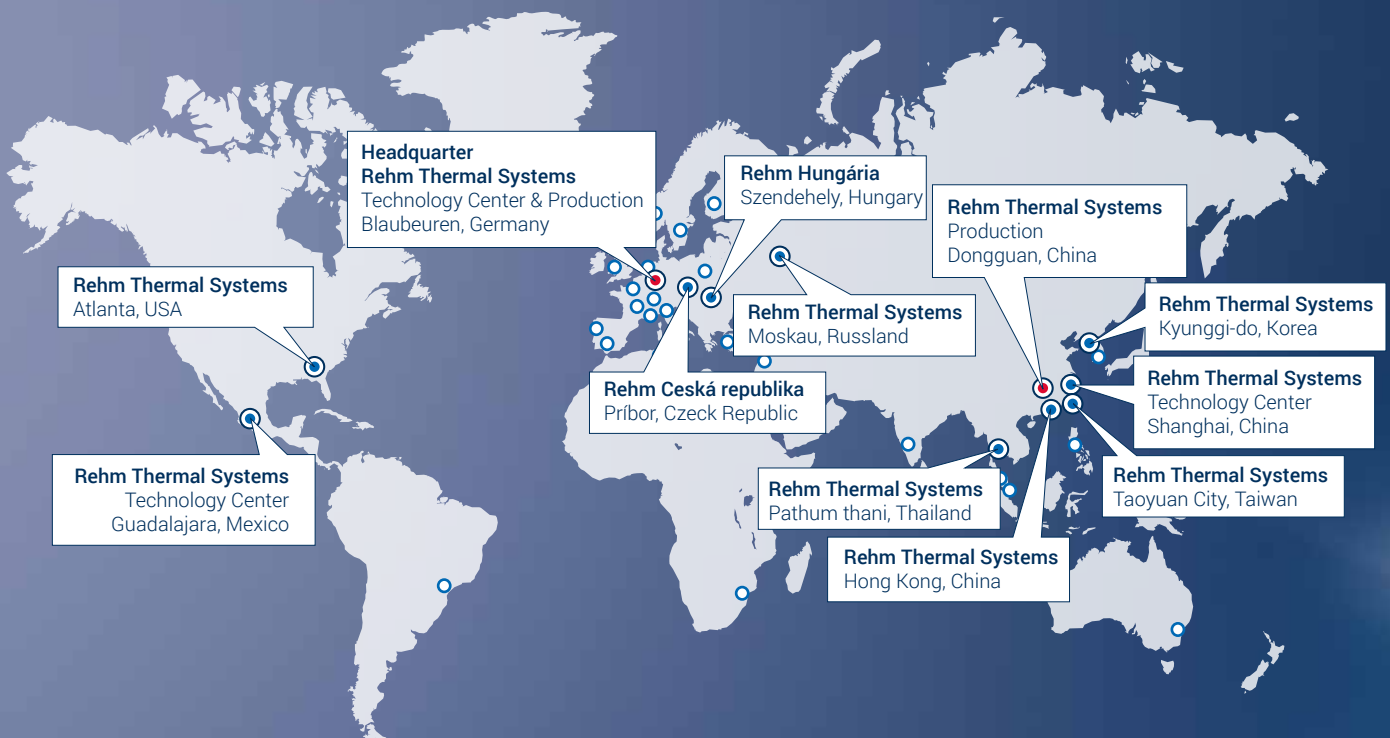 Headquarter
Rehm Thermal Systems
Technology Center & Production
Blaubeuren, Germany
Rehm Hungária
Szendehely, Hungary
Rehm Thermal Systems
Production
Dongguan, China
Rehm Thermal Systems
Atlanta, USA
Rehm Thermal Systems
Moskau, Russland
Rehm Thermal Systems
Kyunggi-do, Korea
Rehm Ceská republika
Príbor, Czeck Republic
Rehm Thermal Systems
Technology Center
Shanghai, China
Rehm Thermal Systems
Technology Center
Guadalajara, Mexico
Rehm Thermal Systems
Pathum thani, Thailand
Rehm Thermal Systems
Taoyuan City, Taiwan
Rehm Thermal Systems
Hong Kong, China